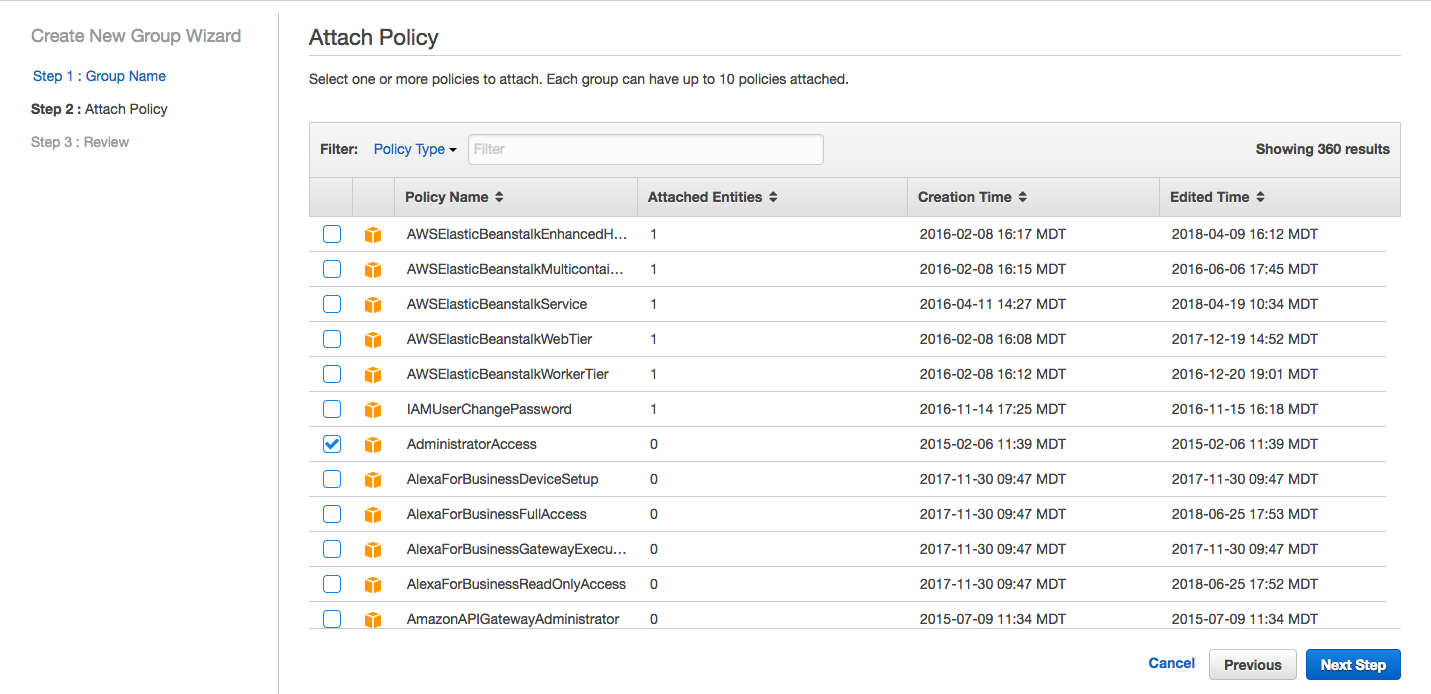 Create New Group Wizard
Step 1 : Group Name
Step 2 : Attach Policy
Step 3 : Review
Attach Policy
Select one or more policies to attach. Each group can have up to 10 policies attached.
Filter: Policy Type Filter Showing 360 results
Policy Name Attached Entities Creation Time Edited Time
AWSElasticBeanstalkEnhancedH... 1 2016-02-08 16:17 MDT 2018-04-09 16:12 MDT
AWSElasticBeanstalkMulticontai... 1 2016-02-08 16:15 MDT 2016-06-06 17:45 MDT
AWSElasticBeanstalkService 1 2016-04-11 14:27 MDT 2018-04-19 10:34 MDT
AWSElasticBeanstalkWebTier 1 2016-02-08 16:08 MDT 2017-12-19 14:52 MDT
AWSElasticBeanstalkWorkerTier 1 2016-02-08 16:12 MDT 2016-12-20 19:01 MDT
IAMUserChangePassword 1 2016-11-14 17:25 MDT 2016-11-15 16:18 MDT
AdministratorAccess 0 2015-02-06 11:39 MDT 2015-02-06 11:39 MDT
AlexaForBusinessDeviceSetup 0 2017-11-30 09:47 MDT 2017-11-30 09:47 MDT
AlexaForBusinessFullAccess 0 2017-11-30 09:47 MDT 2018-06-25 17:53 MDT
AlexaForBusinessGatewayExecu... 0 2017-11-30 09:47 MDT 2017-11-30 09:47 MDT
AlexaForBusinessReadOnlyAccess 0 2017-11-30 09:47 MDT 2018-06-25 17:52 MDT
AmazonAPIGatewayAdministrator 0 2015-07-09 11:34 MDT 2015-07-09 11:34 MDT
Cancel Previous Next Step